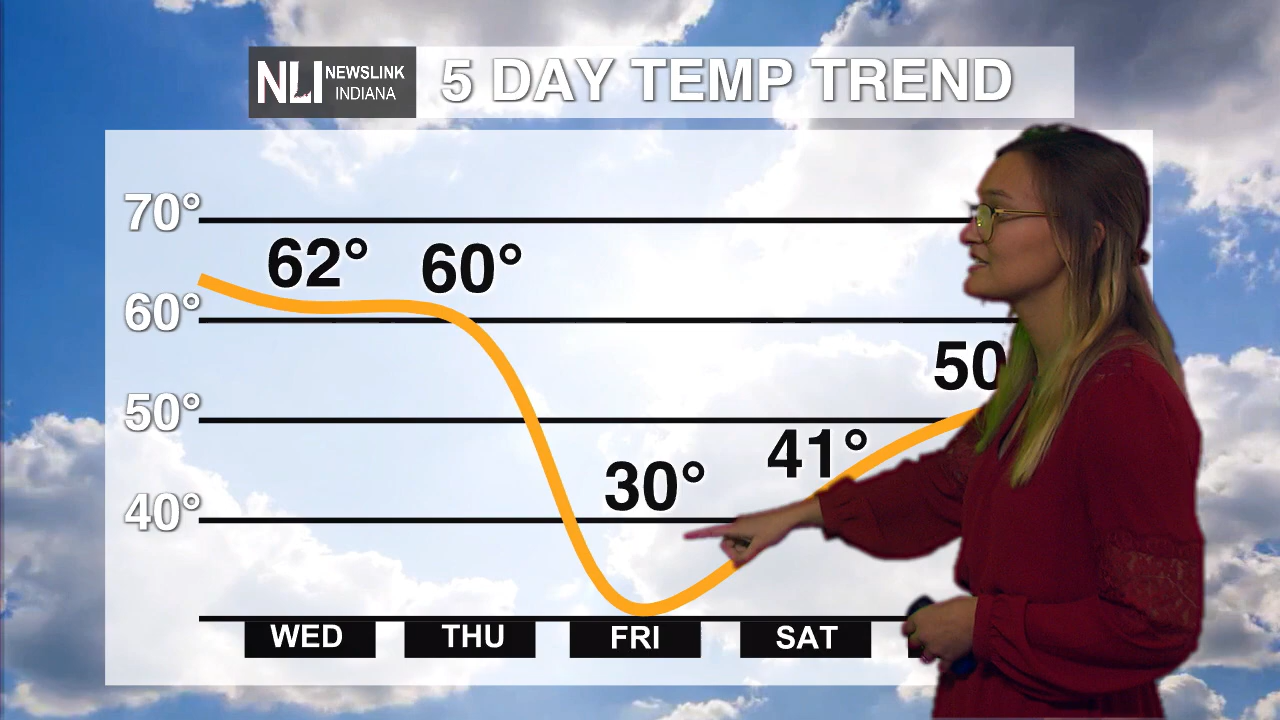 NLI NEWSLINK
INDIANA
5 DAY TEMP TREND
70°
62° 60°
60°
50
50°
41°
30°
40°
WED THU FRI SAT